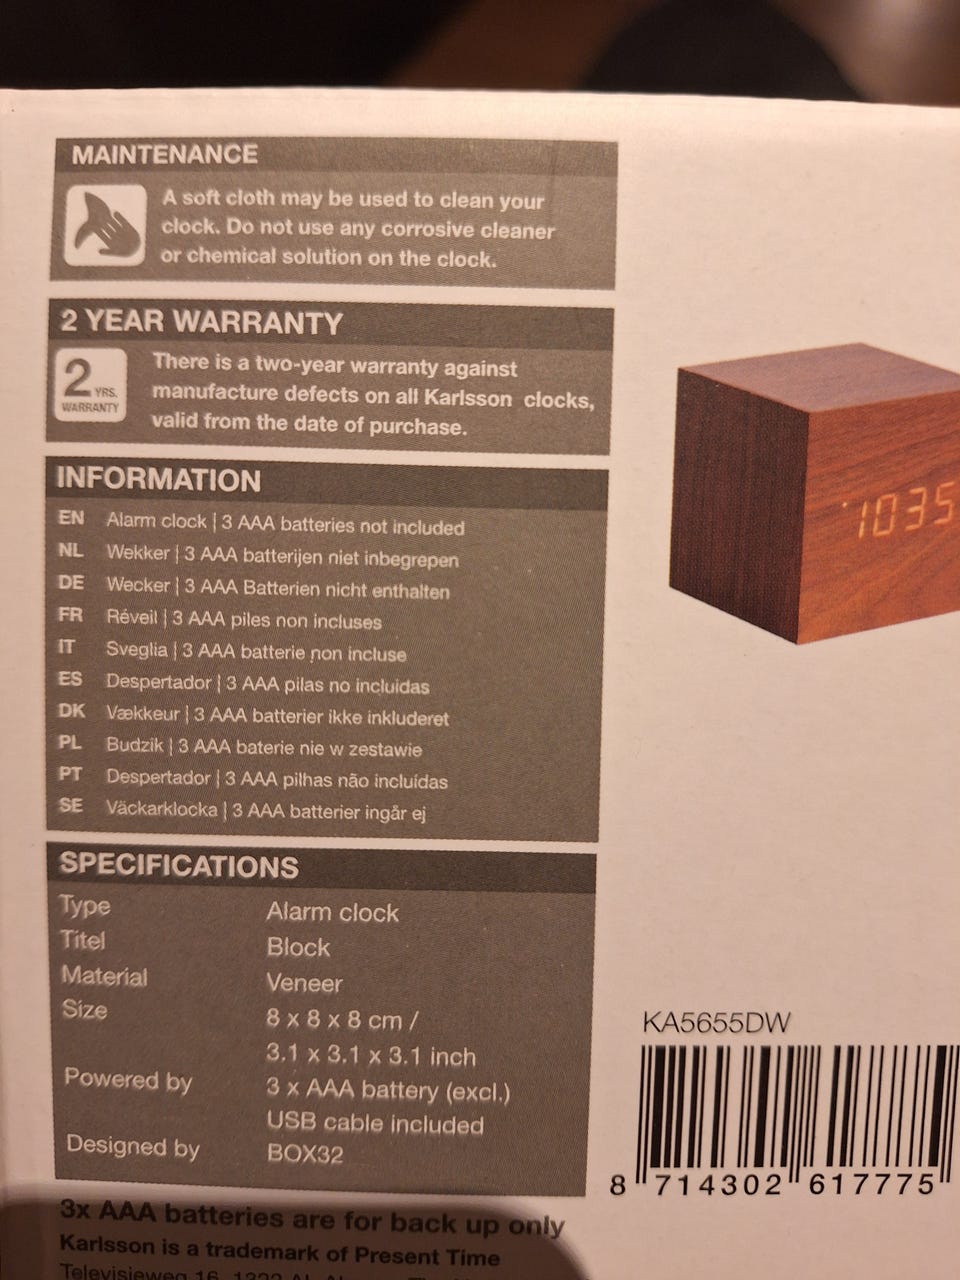 MAINTENANCE
A soft cloth may be used to clean your
clock. Do not use any corrosive cleaner
or chemical solution on the clock.
2 YEAR WARRANTY
2 YRS.
WARRANTY
There is a two-year warranty against
manufacture defects on all Karlsson clocks,
valid from the date of purchase.
INFORMATION
EN Alarm clock | 3 AAA batteries not included
NL Wekker | 3 AAA batterijen niet inbegrepen
DE Wecker | 3 AAA Batterien nicht enthalten
FR Réveil | 3 AAA piles non incluses
IT Sveglia | 3 AAA batterie non incluse
ES Despertador | 3 AAA pilas no incluidas
DK Vækkeur | 3 AAA batterier ikke inkluderet
PL Budzik | 3 AAA baterie nie w zestawie
PT Despertador | 3 AAA pilhas não incluídas
SE Väckarklocka | 3 AAA batterier ingår ej
SPECIFICATIONS
Type Alarm clock
Titel Block
Material Veneer
Size 8 x 8 x 8 cm /
3.1 x 3.1 x 3.1 inch
Powered by 3 x AAA battery (excl.)
USB cable included
Designed by BOX32
3x AAA batteries are for back up only
Karlsson is a trademark of Present Time
Televisieweg 16, 1322
1035
KA5655DW
8 714302 617775